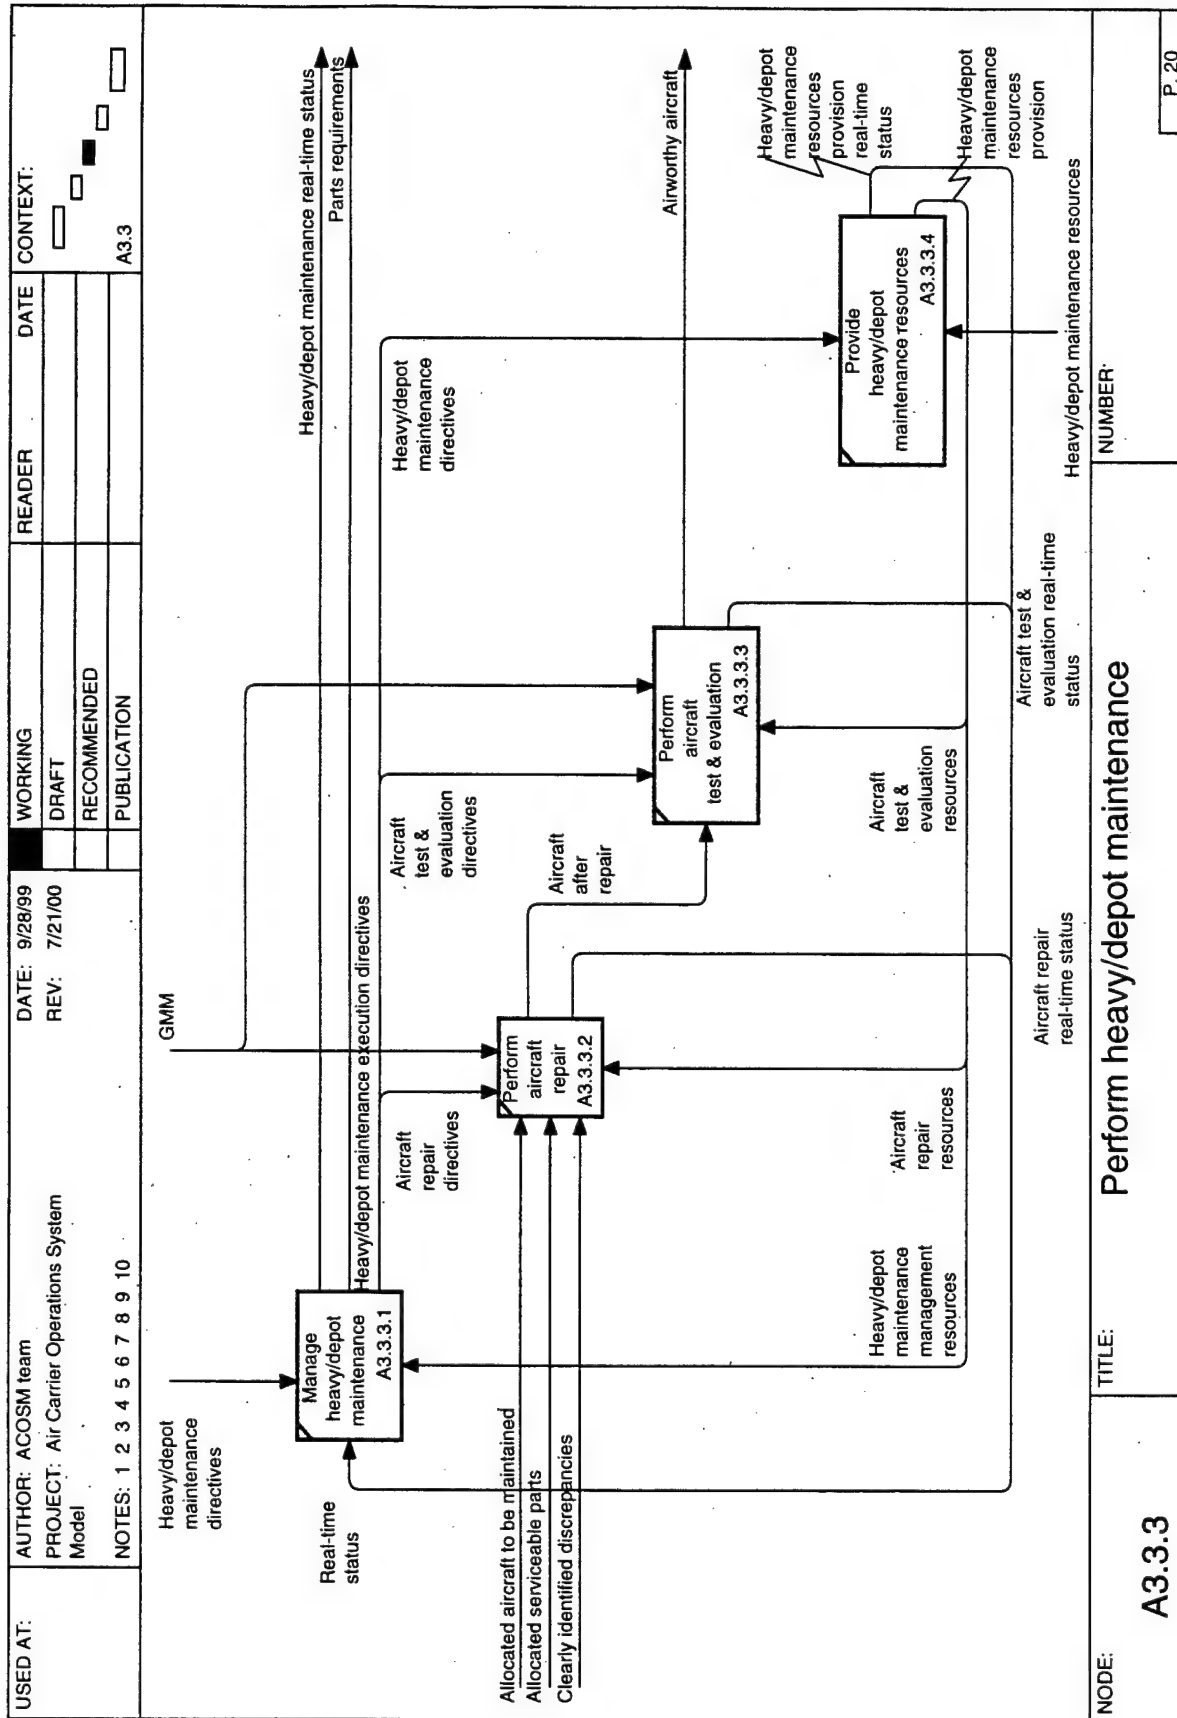 USED AT:
AUTHOR: ACOSM team
PROJECT: Air Carrier Operations System
Model
NOTES: 1 2 3 4 5 6 7 8 9 10
DATE: 9/28/99
REV: 7/21/00
WORKING
DRAFT
RECOMMENDED
PUBLICATION
READER
DATE
CONTEXT:
A3.3
Heavy/depot
maintenance
directives
GMM
Heavy/depot maintenance real-time status
Parts requirements
Real-time
status
Manage
heavy/depot
maintenance
A3.3.3.1
Heavy/depot maintenance execution directives
Aircraft
repair
directives
Aircraft
test &
evaluation
directives
Heavy/depot
maintenance
directives
Allocated aircraft to be maintained
Allocated serviceable parts
Clearly identified discrepancies
Perform
aircraft
repair
A3.3.3.2
Aircraft
after
repair
Perform
aircraft
test & evaluation
A3.3.3.3
Airworthy aircraft
Provide
heavy/depot
maintenance resources
A3.3.3.4
Heavy/depot
maintenance
resources
provision
real-time
status
Heavy/depot
maintenance
resources
provision
Heavy/depot
maintenance
management
resources
Aircraft
repair
resources
Aircraft
test &
evaluation
resources
Aircraft repair
real-time status
Aircraft test &
evaluation real-time
status
Heavy/depot maintenance resources
NODE:
A3.3.3
TITLE:
Perform heavy/depot maintenance
NUMBER:
P. 20